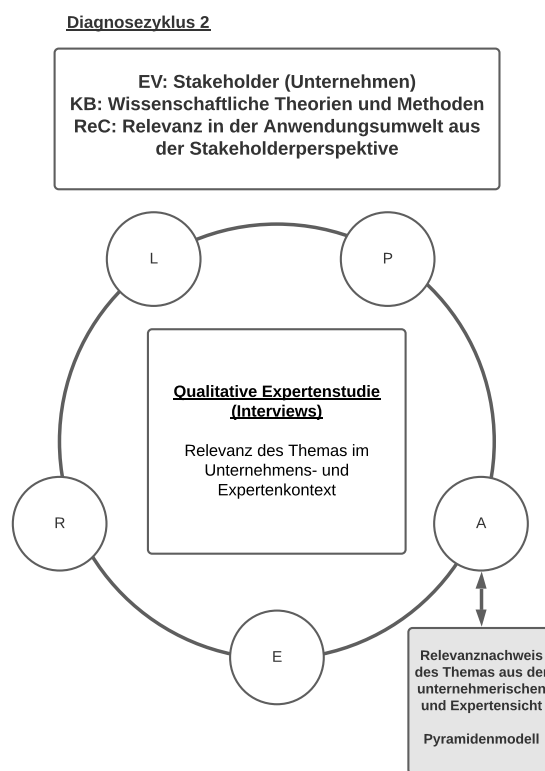 Diagnosezyklus 2
EV: Stakeholder (Unternehmen)
KB: Wissenschaftliche Theorien und Methoden
ReC: Relevanz in der Anwendungsumwelt aus
der Stakeholderperspektive
L
P
Qualitative Expertenstudie
(Interviews)
Relevanz des Themas im
Unternehmens- und
Expertenkontext
R
A
E
Relevanznachweis
des Themas aus der
unternehmerischen
und Expertensicht
Pyramidenmodell